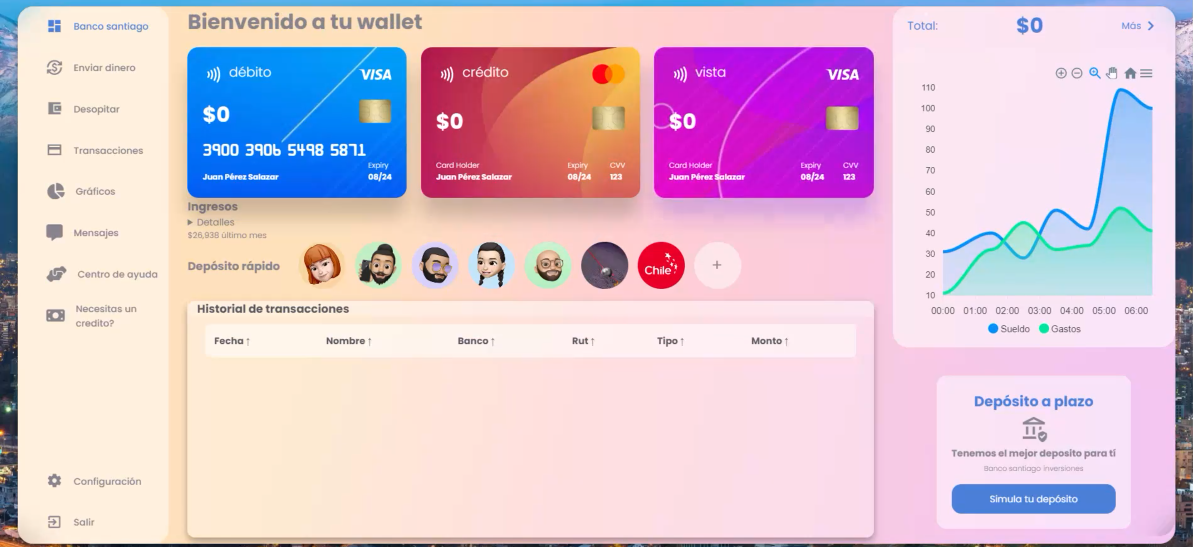 Banco santiago
Enviar dinero
Desopitar
Transacciones
Gráficos
Mensajes
Centro de ayuda
Necesitas un
credito?
Configuración
Salir
Bienvenido a tu wallet
débito VISA
$0
3900 3906 5498 5871
Expiry
Juan Pérez Salazar 08/24
crédito
$0
Card Holder Expiry CVV
Juan Pérez Salazar 08/24 123
vista VISA
$0
Card Holder Expiry CVV
Juan Pérez Salazar 08/24 123
Ingresos
▶ Detalles
$26,938 último mes
Depósito rápido
Chile
+
Historial de transacciones
Fecha ↑ Nombre ↑ Banco ↑ Rut ↑ Tipo ↑ Monto ↑
Total: $0 Más
110
100
90
80
70
60
50
40
30
20
10
00:00 01:00 02:00 03:00 04:00 05:00 06:00
Sueldo Gastos
Depósito a plazo
Tenemos el mejor deposito para tí
Banco santiago inversiones
Simula tu depósito